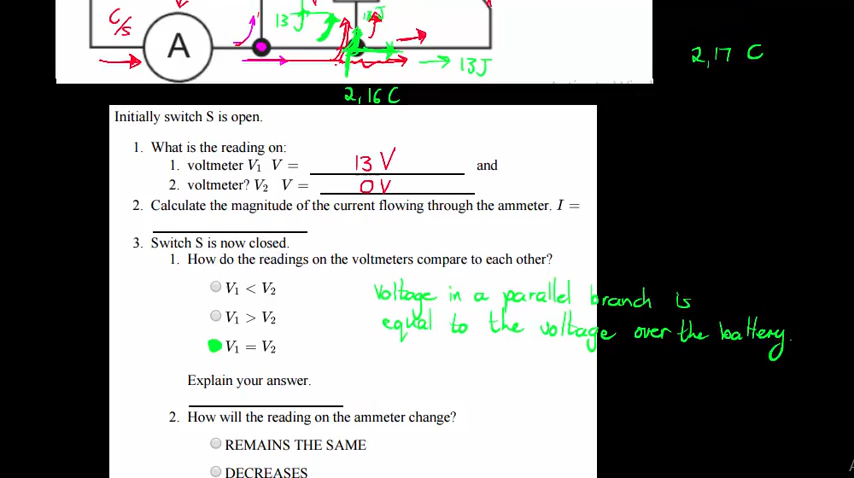 C/s
13J
A
→ 13J
2,17 C
2,16 C
Initially switch S is open.
1. What is the reading on:
1. voltmeter V₁ V = 13 V and
2. voltmeter? V₂ V = 0 V
2. Calculate the magnitude of the current flowing through the ammeter. I =
3. Switch S is now closed.
1. How do the readings on the voltmeters compare to each other?
V₁ < V₂
V₁ > V₂
V₁ = V₂
Voltage in a parallel branch is
equal to the voltage over the battery.
Explain your answer.
2. How will the reading on the ammeter change?
REMAINS THE SAME
DECREASES